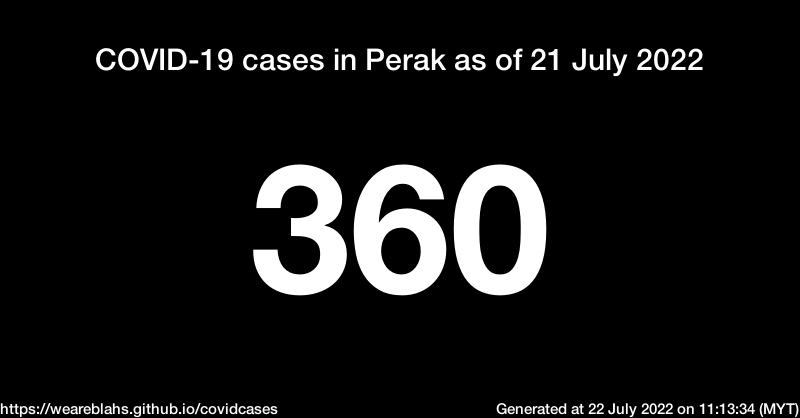 COVID-19 cases in Perak as of 21 July 2022
360
https://weareblahs.github.io/covidcases
Generated at 22 July 2022 on 11:13:34 (MYT)